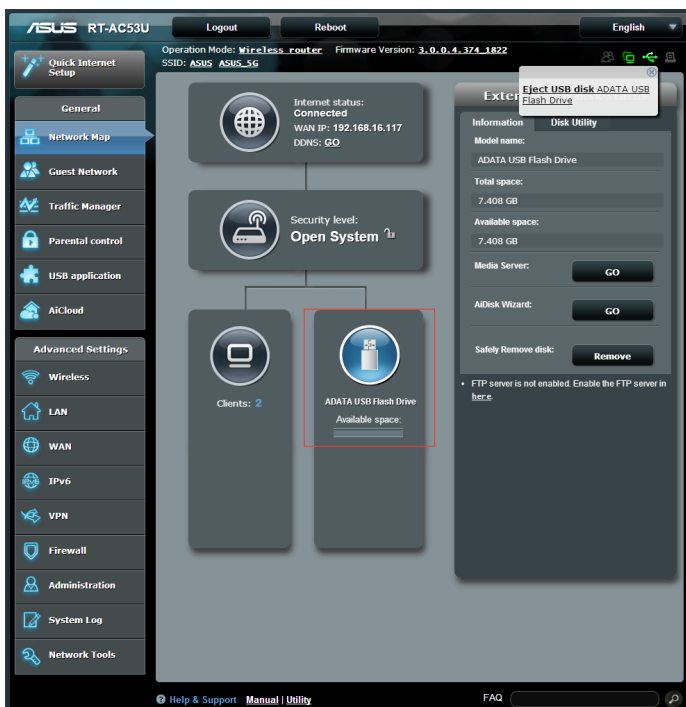 ASUS RT-AC53U
Logout
Reboot
English
Quick Internet
Setup
Operation Mode: Wireless router Firmware Version: 3.0.0.4.374_1822
SSID: ASUS ASUS_5G
Eject USB disk ADATA USB
Flash Drive
General
Network Map
Guest Network
Traffic Manager
Parental control
USB application
AiCloud
Advanced Settings
Wireless
LAN
WAN
IPv6
VPN
Firewall
Administration
System Log
Network Tools
Internet status:
Connected
WAN IP: 192.168.16.117
DDNS: GO
Security level:
Open System
Clients: 2
ADATA USB Flash Drive
Available space:
Exter
Information
Disk Utility
Model name:
ADATA USB Flash Drive
Total space:
7.408 GB
Available space:
7.408 GB
Media Server:
GO
AiDisk Wizard:
GO
Safely Remove disk:
Remove
• FTP server is not enabled. Enable the FTP server in
here.
Help & Support Manual | Utility
FAQ